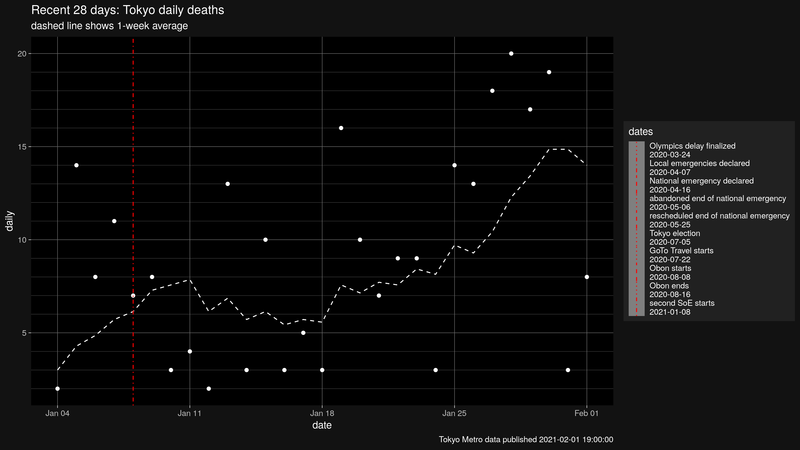 Recent 28 days: Tokyo daily deaths
dashed line shows 1-week average
20
15
10
5
daily
Jan 04
Jan 11
Jan 18
Jan 25
Feb 01
date
Tokyo Metro data published 2021-02-01 19:00:00
dates
Olympics delay finalized
2020-03-24
Local emergencies declared
2020-04-07
National emergency declared
2020-04-16
abandoned end of national emergency
2020-05-06
rescheduled end of national emergency
2020-05-25
Tokyo election
2020-07-05
GoTo Travel starts
2020-07-22
Obon starts
2020-08-08
Obon ends
2020-08-16
second SoE starts
2021-01-08